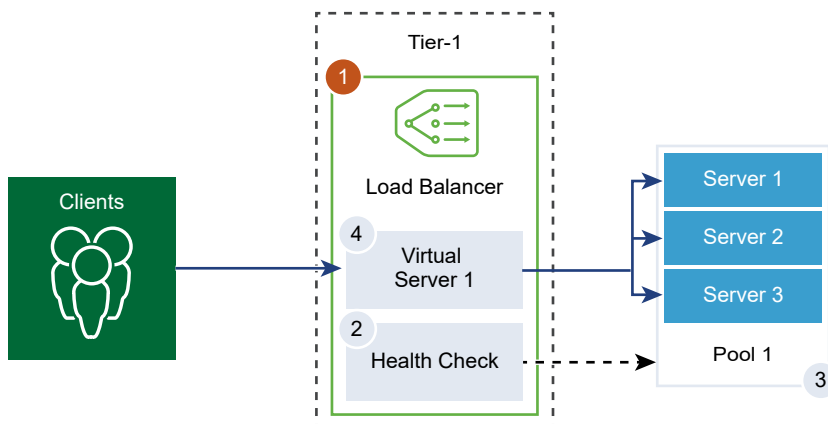 Tier-1
1
Load Balancer
Clients
4
Virtual
Server 1
2
Health Check
Server 1
Server 2
Server 3
Pool 1
3